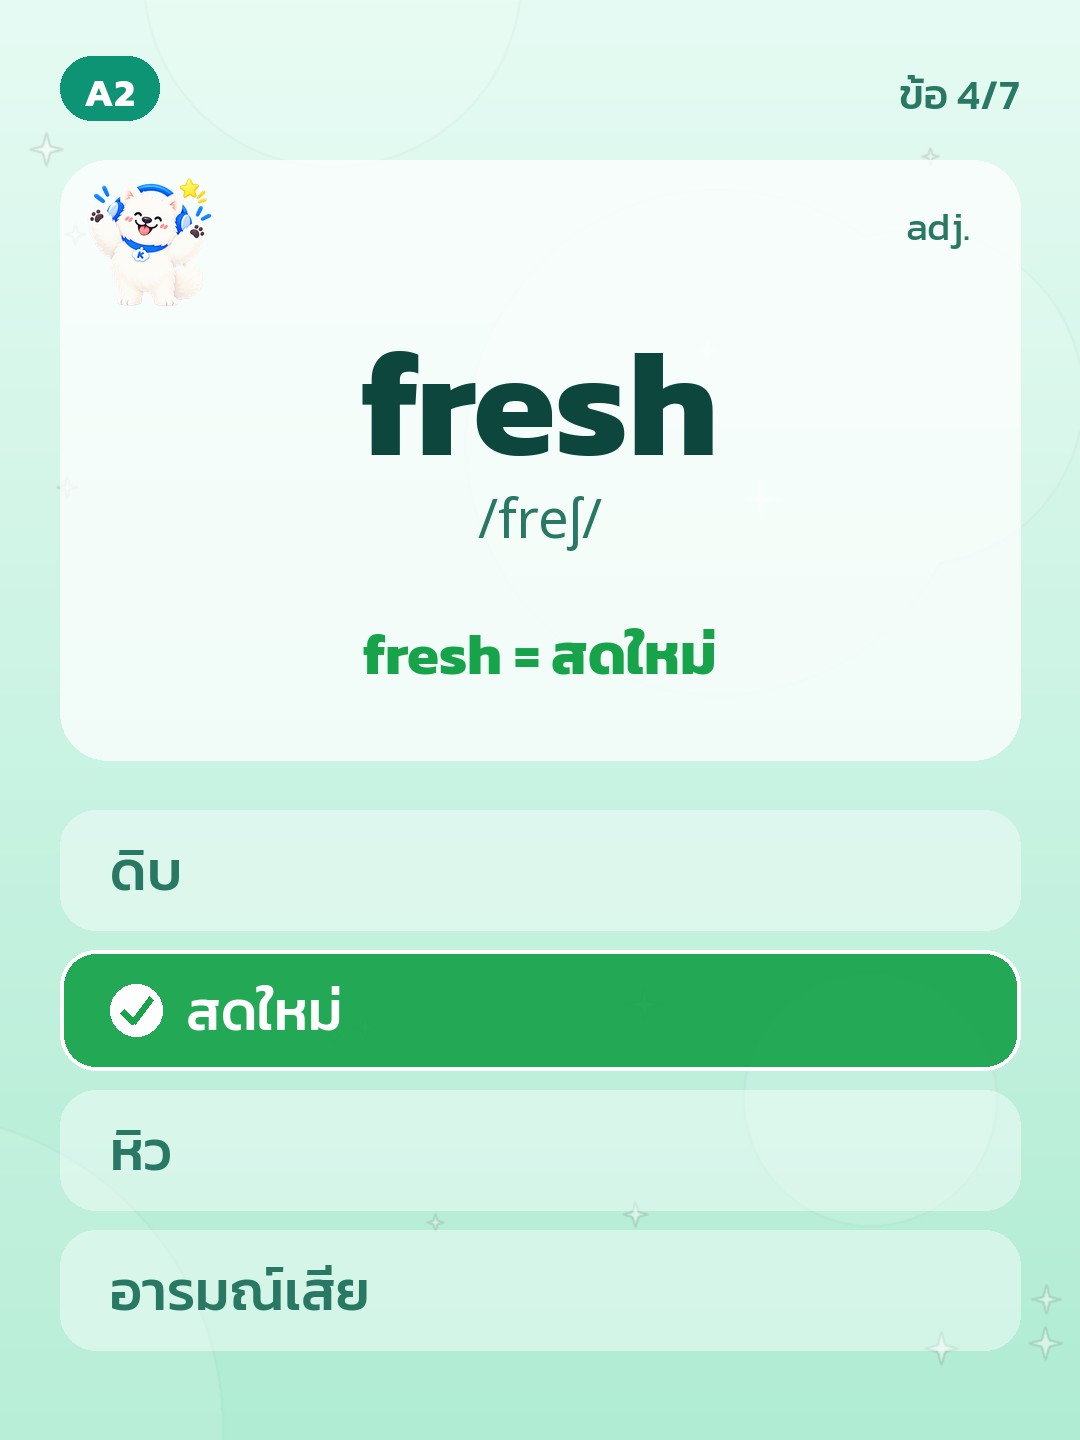 A2
ข้อ 4/7
adj.
K
fresh
/freʃ/
fresh = สดใหม่
ดิบ
สดใหม่
หิว
อารมณ์เสีย